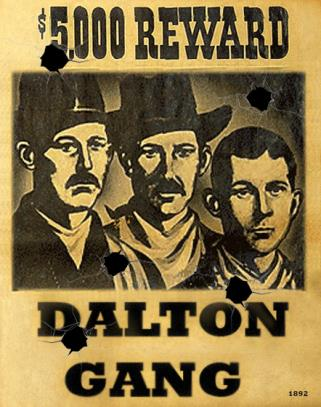 $5,000 REWARD
DALTON
GANG
1892